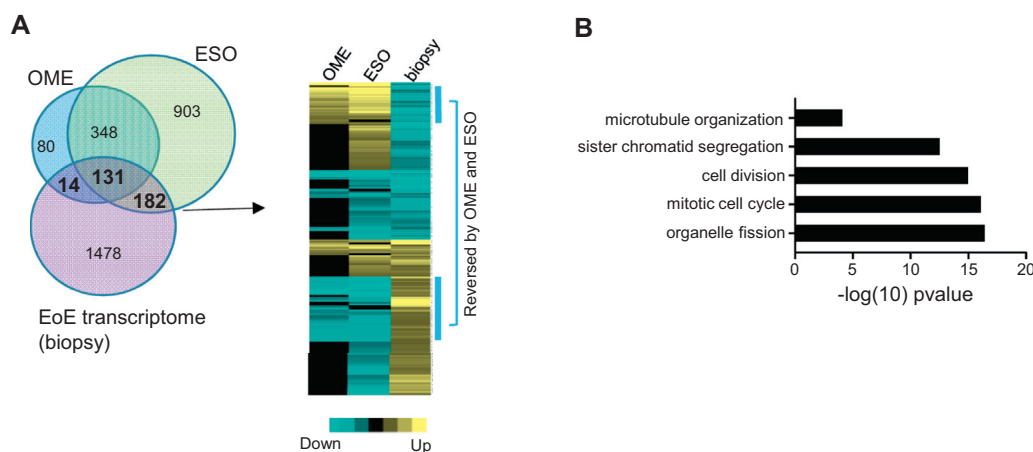 A
ESO
OME
903
348
80
131
14
182
1478
EoE transcriptome
(biopsy)
OME
ESO
biopsy
Reversed by OME and ESO
Down
Up
B
microtubule organization
sister chromatid segregation
cell division
mitotic cell cycle
organelle fission
0 5 10 15 20
-log(10) pvalue